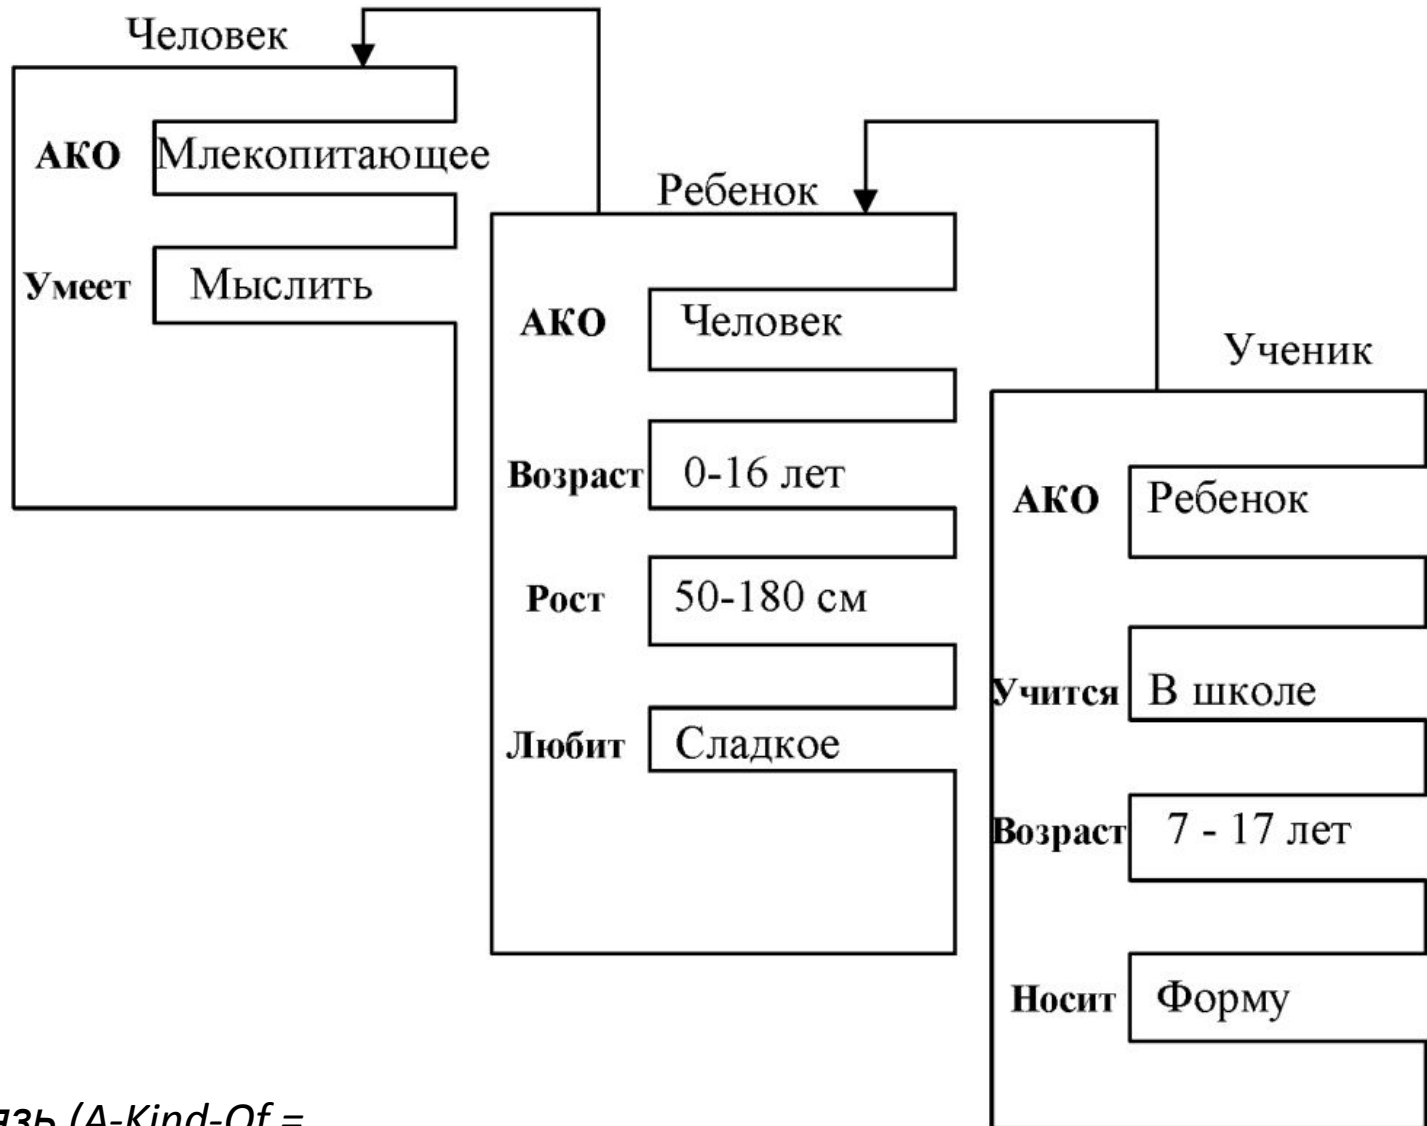 Человек
АКО Млекопитающее
Умеет Мыслить
Ребенок
АКО Человек
Возраст 0-16 лет
Рост 50-180 см
Любит Сладкое
Ученик
АКО Ребенок
Учится В школе
Возраст 7 - 17 лет
Носит Форму
(A-Kind-Of =